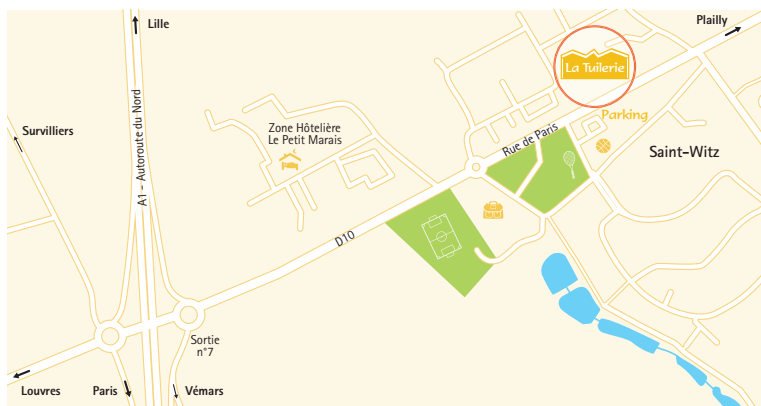 Lille
Plailly
La Tuilerie
A1 - Autoroute du Nord
Parking
Survilliers
Zone Hôtelière
Le Petit Marais
Rue de Paris
Saint-Witz
D10
Sortie
n°7
Louvres
Paris
Vémars